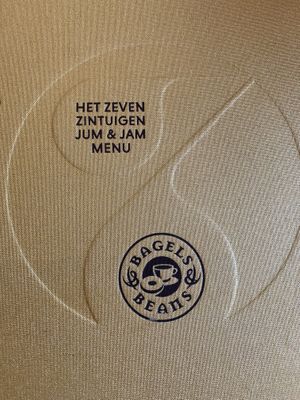 HET ZEVEN
ZINTUIGEN
JUM & JAM
MENU
BAGELS
& BEANS